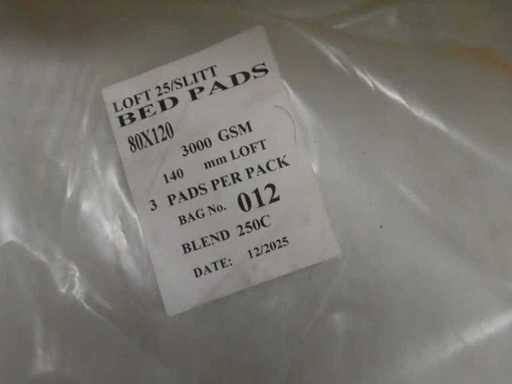 LOFT 25/SLITT
BED PADS
80X120
3000 GSM
140 mm LOFT
3 PADS PER PACK
BAG No. 012
BLEND 250C
DATE: 12/2025